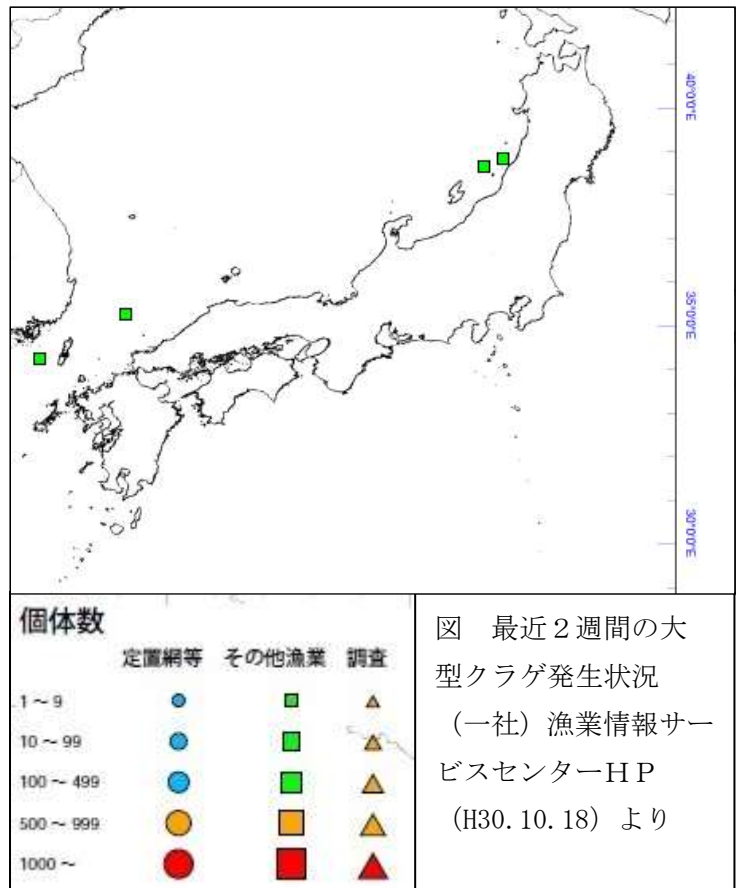 40°00'0"E
35°00'0"E
30°00'0"E
個体数
定置網等 その他漁業 調査
1～9
10～99
100～499
500～999
1000～
図　最近２週間の大
型クラゲ発生状況
（一社）漁業情報サー
ビスセンターＨＰ
（H30.10.18）より